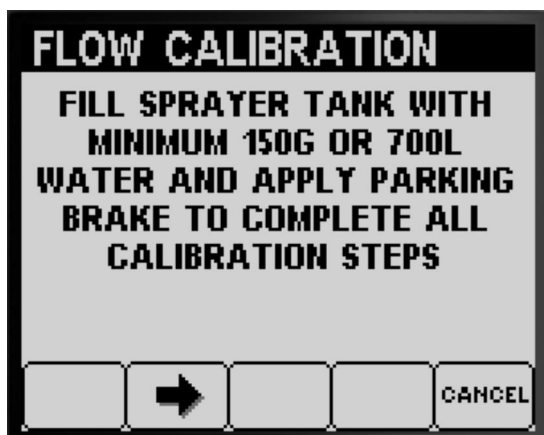 FLOW CALIBRATION
FILL SPRAYER TANK WITH
MINIMUM 150G OR 700L
WATER AND APPLY PARKING
BRAKE TO COMPLETE ALL
CALIBRATION STEPS
CANCEL